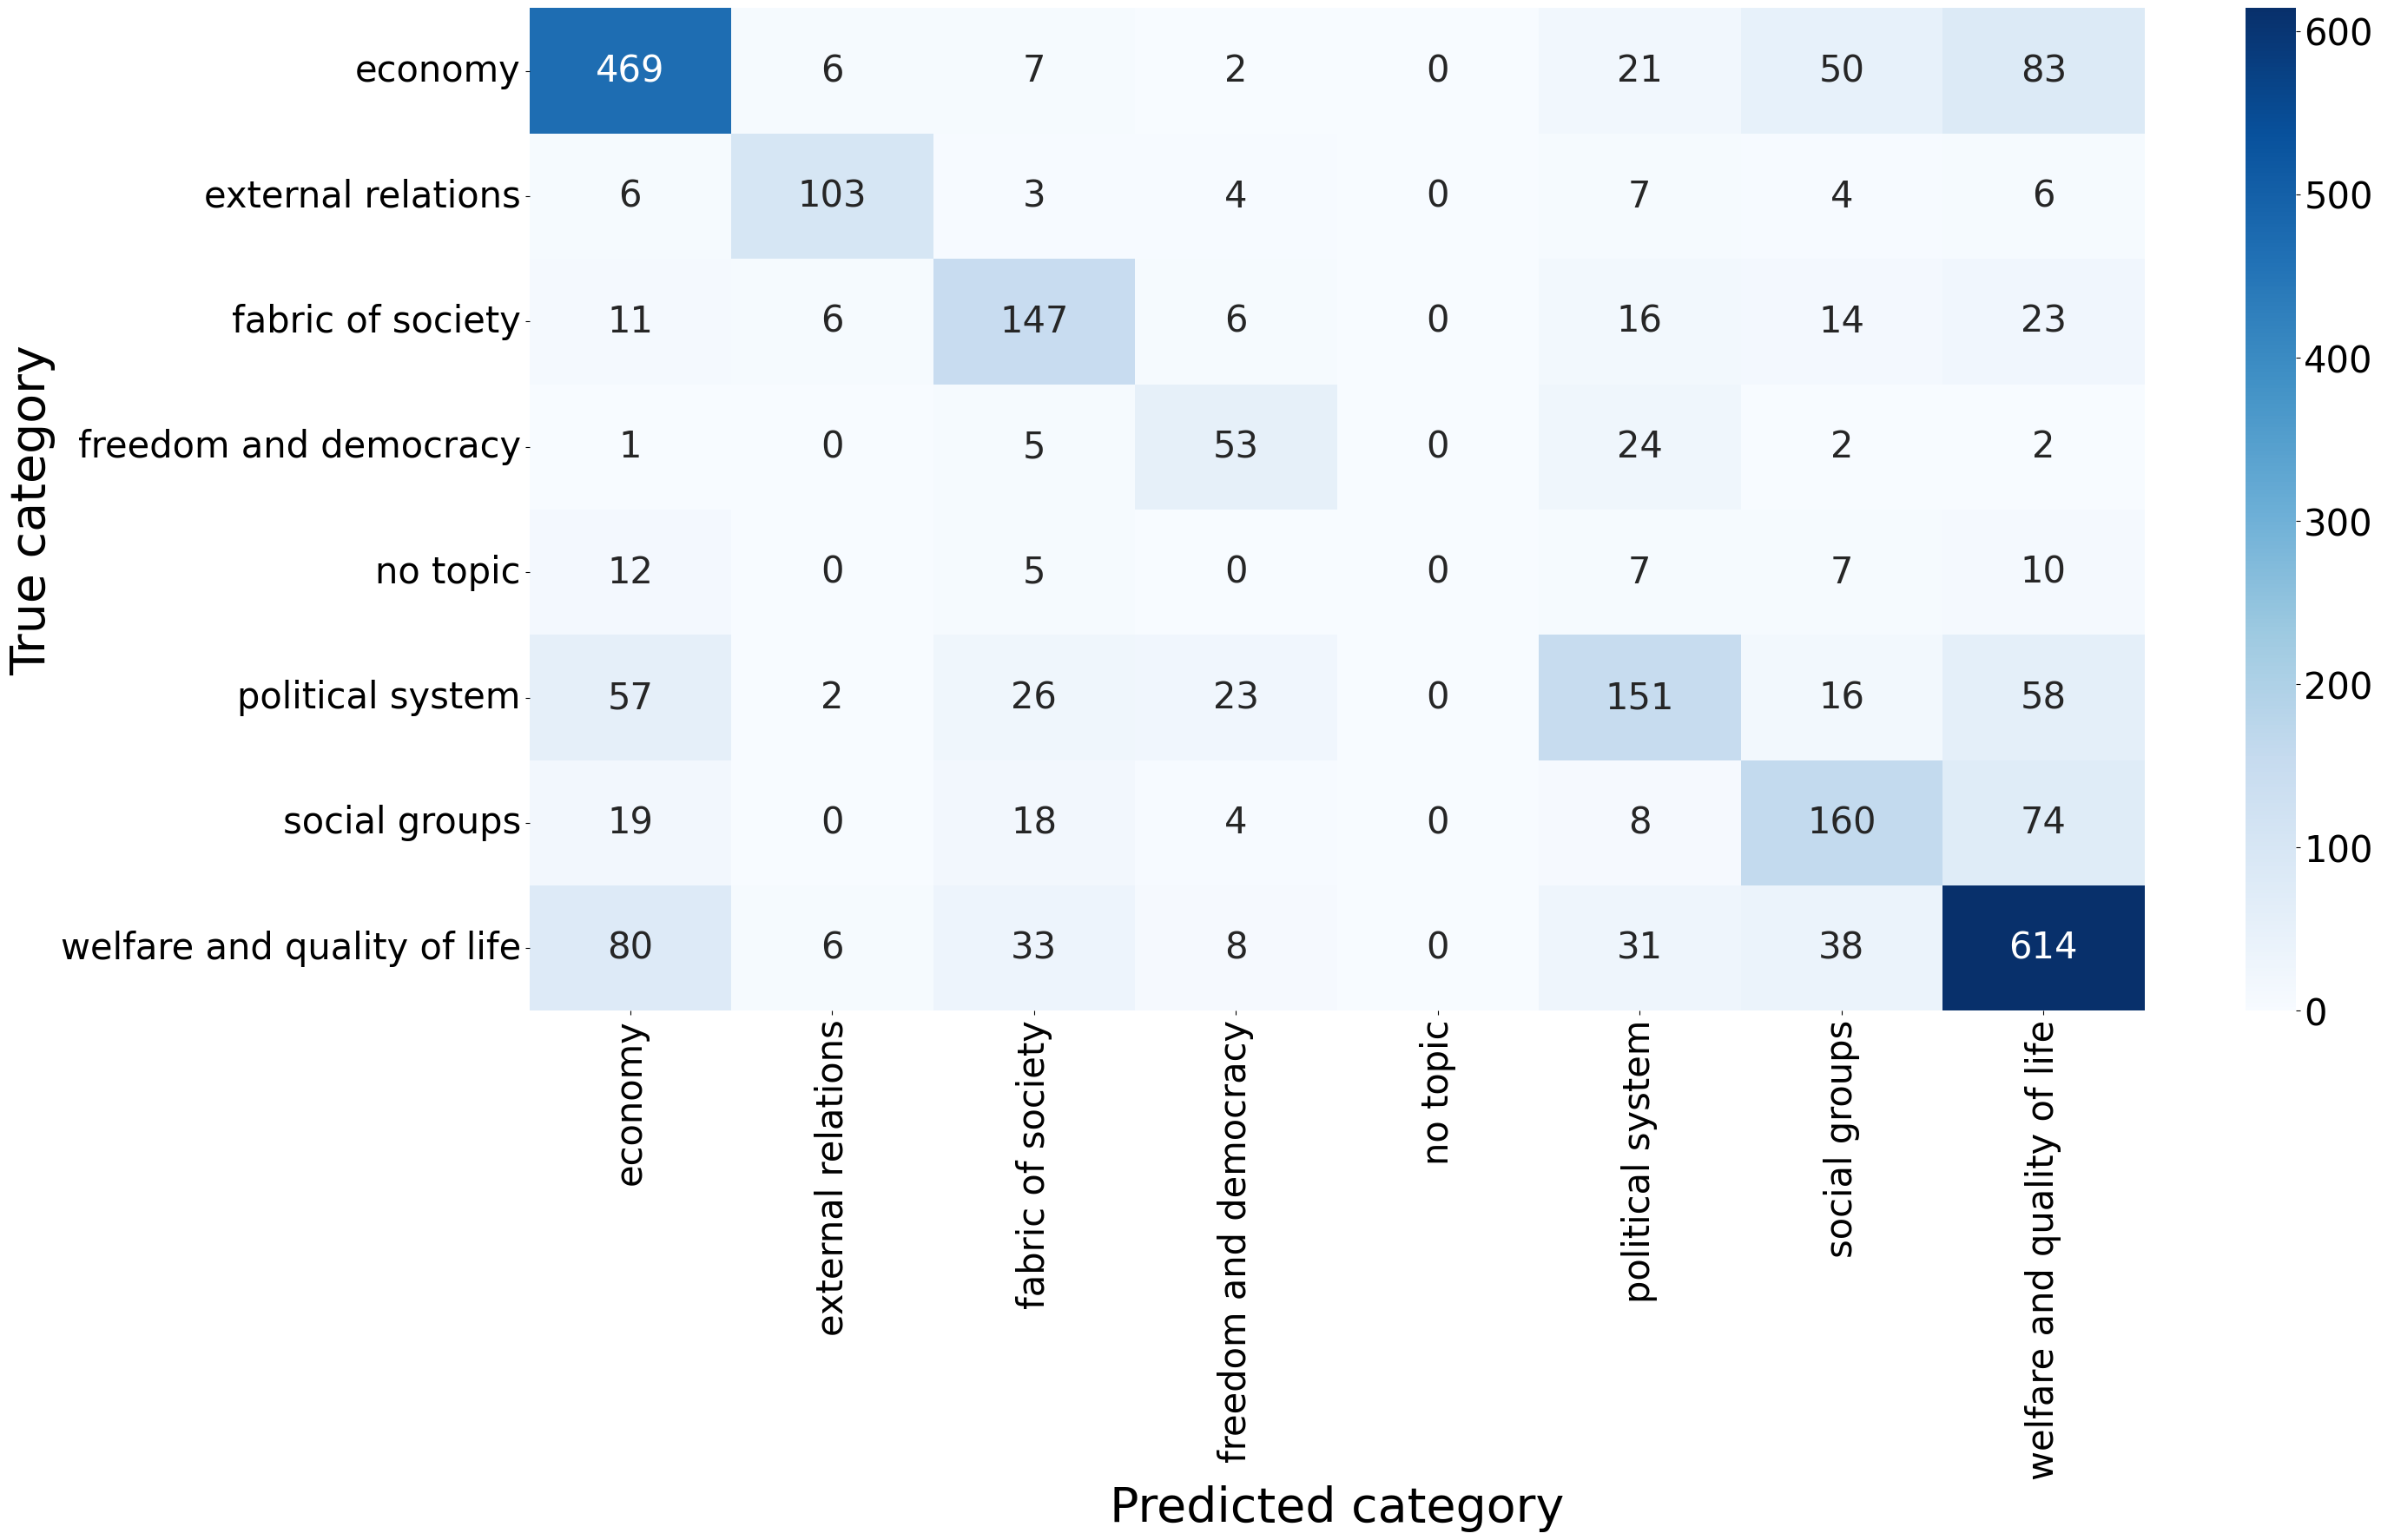 True category
economy 469 6 7 2 0 21 50 83
external relations 6 103 3 4 0 7 4 6
fabric of society 11 6 147 6 0 16 14 23
freedom and democracy 1 0 5 53 0 24 2 2
no topic 12 0 5 0 0 7 7 10
political system 57 2 26 23 0 151 16 58
social groups 19 0 18 4 0 8 160 74
welfare and quality of life 80 6 33 8 0 31 38 614
economy
external relations
fabric of society
freedom and democracy
no topic
political system
social groups
welfare and quality of life
Predicted category
600
500
400
300
200
100
0